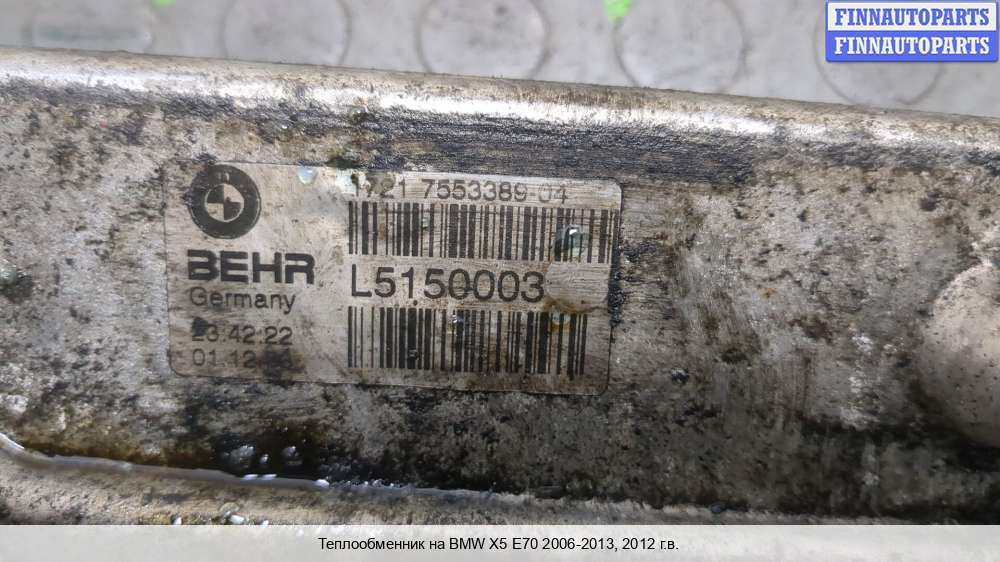 FINNAUTOPARTS
FINNAUTOPARTS
1721 7553389-04
BEHR
L5150003
Germany
23.42.22
01.12
Теплообменник на BMW X5 E70 2006-2013, 2012 г.в.